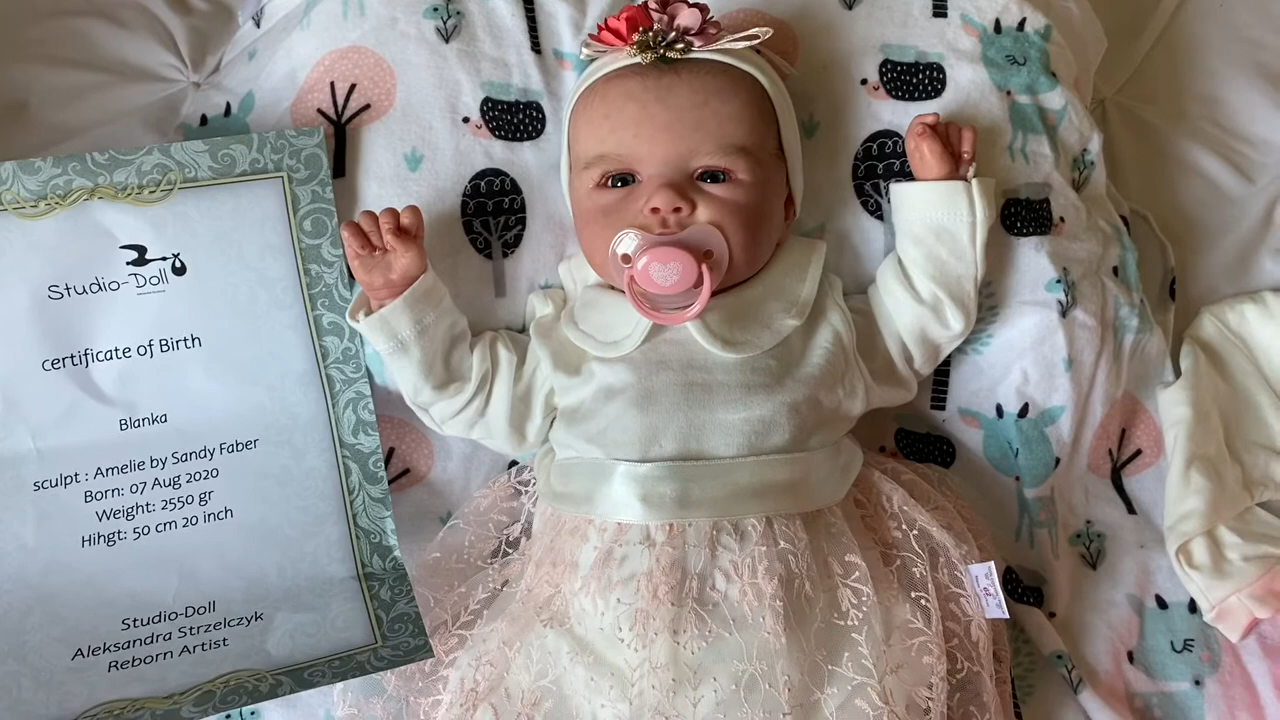 Studio-Doll
certificate of Birth
Blanka
sculpt : Amelie by Sandy Faber
Born: 07 Aug 2020
Weight: 2550 gr
Hihgt: 50 cm 20 inch
Studio-Doll
Aleksandra Strzelczyk
Reborn Artist